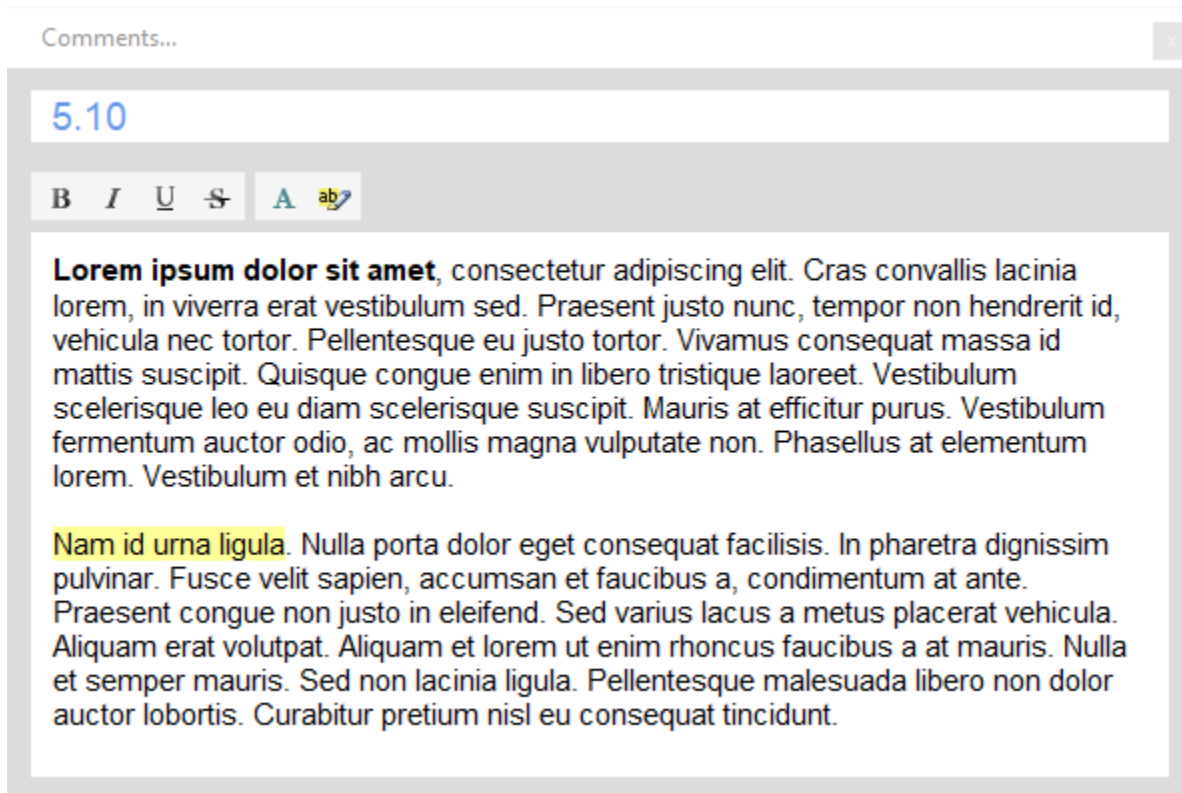 Comments...
x
5.10
B I U S A ab
Lorem ipsum dolor sit amet, consectetur adipiscing elit. Cras convallis lacinia
lorem, in viverra erat vestibulum sed. Praesent justo nunc, tempor non hendrerit id,
vehicula nec tortor. Pellentesque eu justo tortor. Vivamus consequat massa id
mattis suscipit. Quisque congue enim in libero tristique laoreet. Vestibulum
scelerisque leo eu diam scelerisque suscipit. Mauris at efficitur purus. Vestibulum
fermentum auctor odio, ac mollis magna vulputate non. Phasellus at elementum
lorem. Vestibulum et nibh arcu.
Nam id urna ligula. Nulla porta dolor eget consequat facilisis. In pharetra dignissim
pulvinar. Fusce velit sapien, accumsan et faucibus a, condimentum at ante.
Praesent congue non justo in eleifend. Sed varius lacus a metus placerat vehicula.
Aliquam erat volutpat. Aliquam et lorem ut enim rhoncus faucibus a at mauris. Nulla
et semper mauris. Sed non lacinia ligula. Pellentesque malesuada libero non dolor
auctor lobortis. Curabitur pretium nisl eu consequat tincidunt.